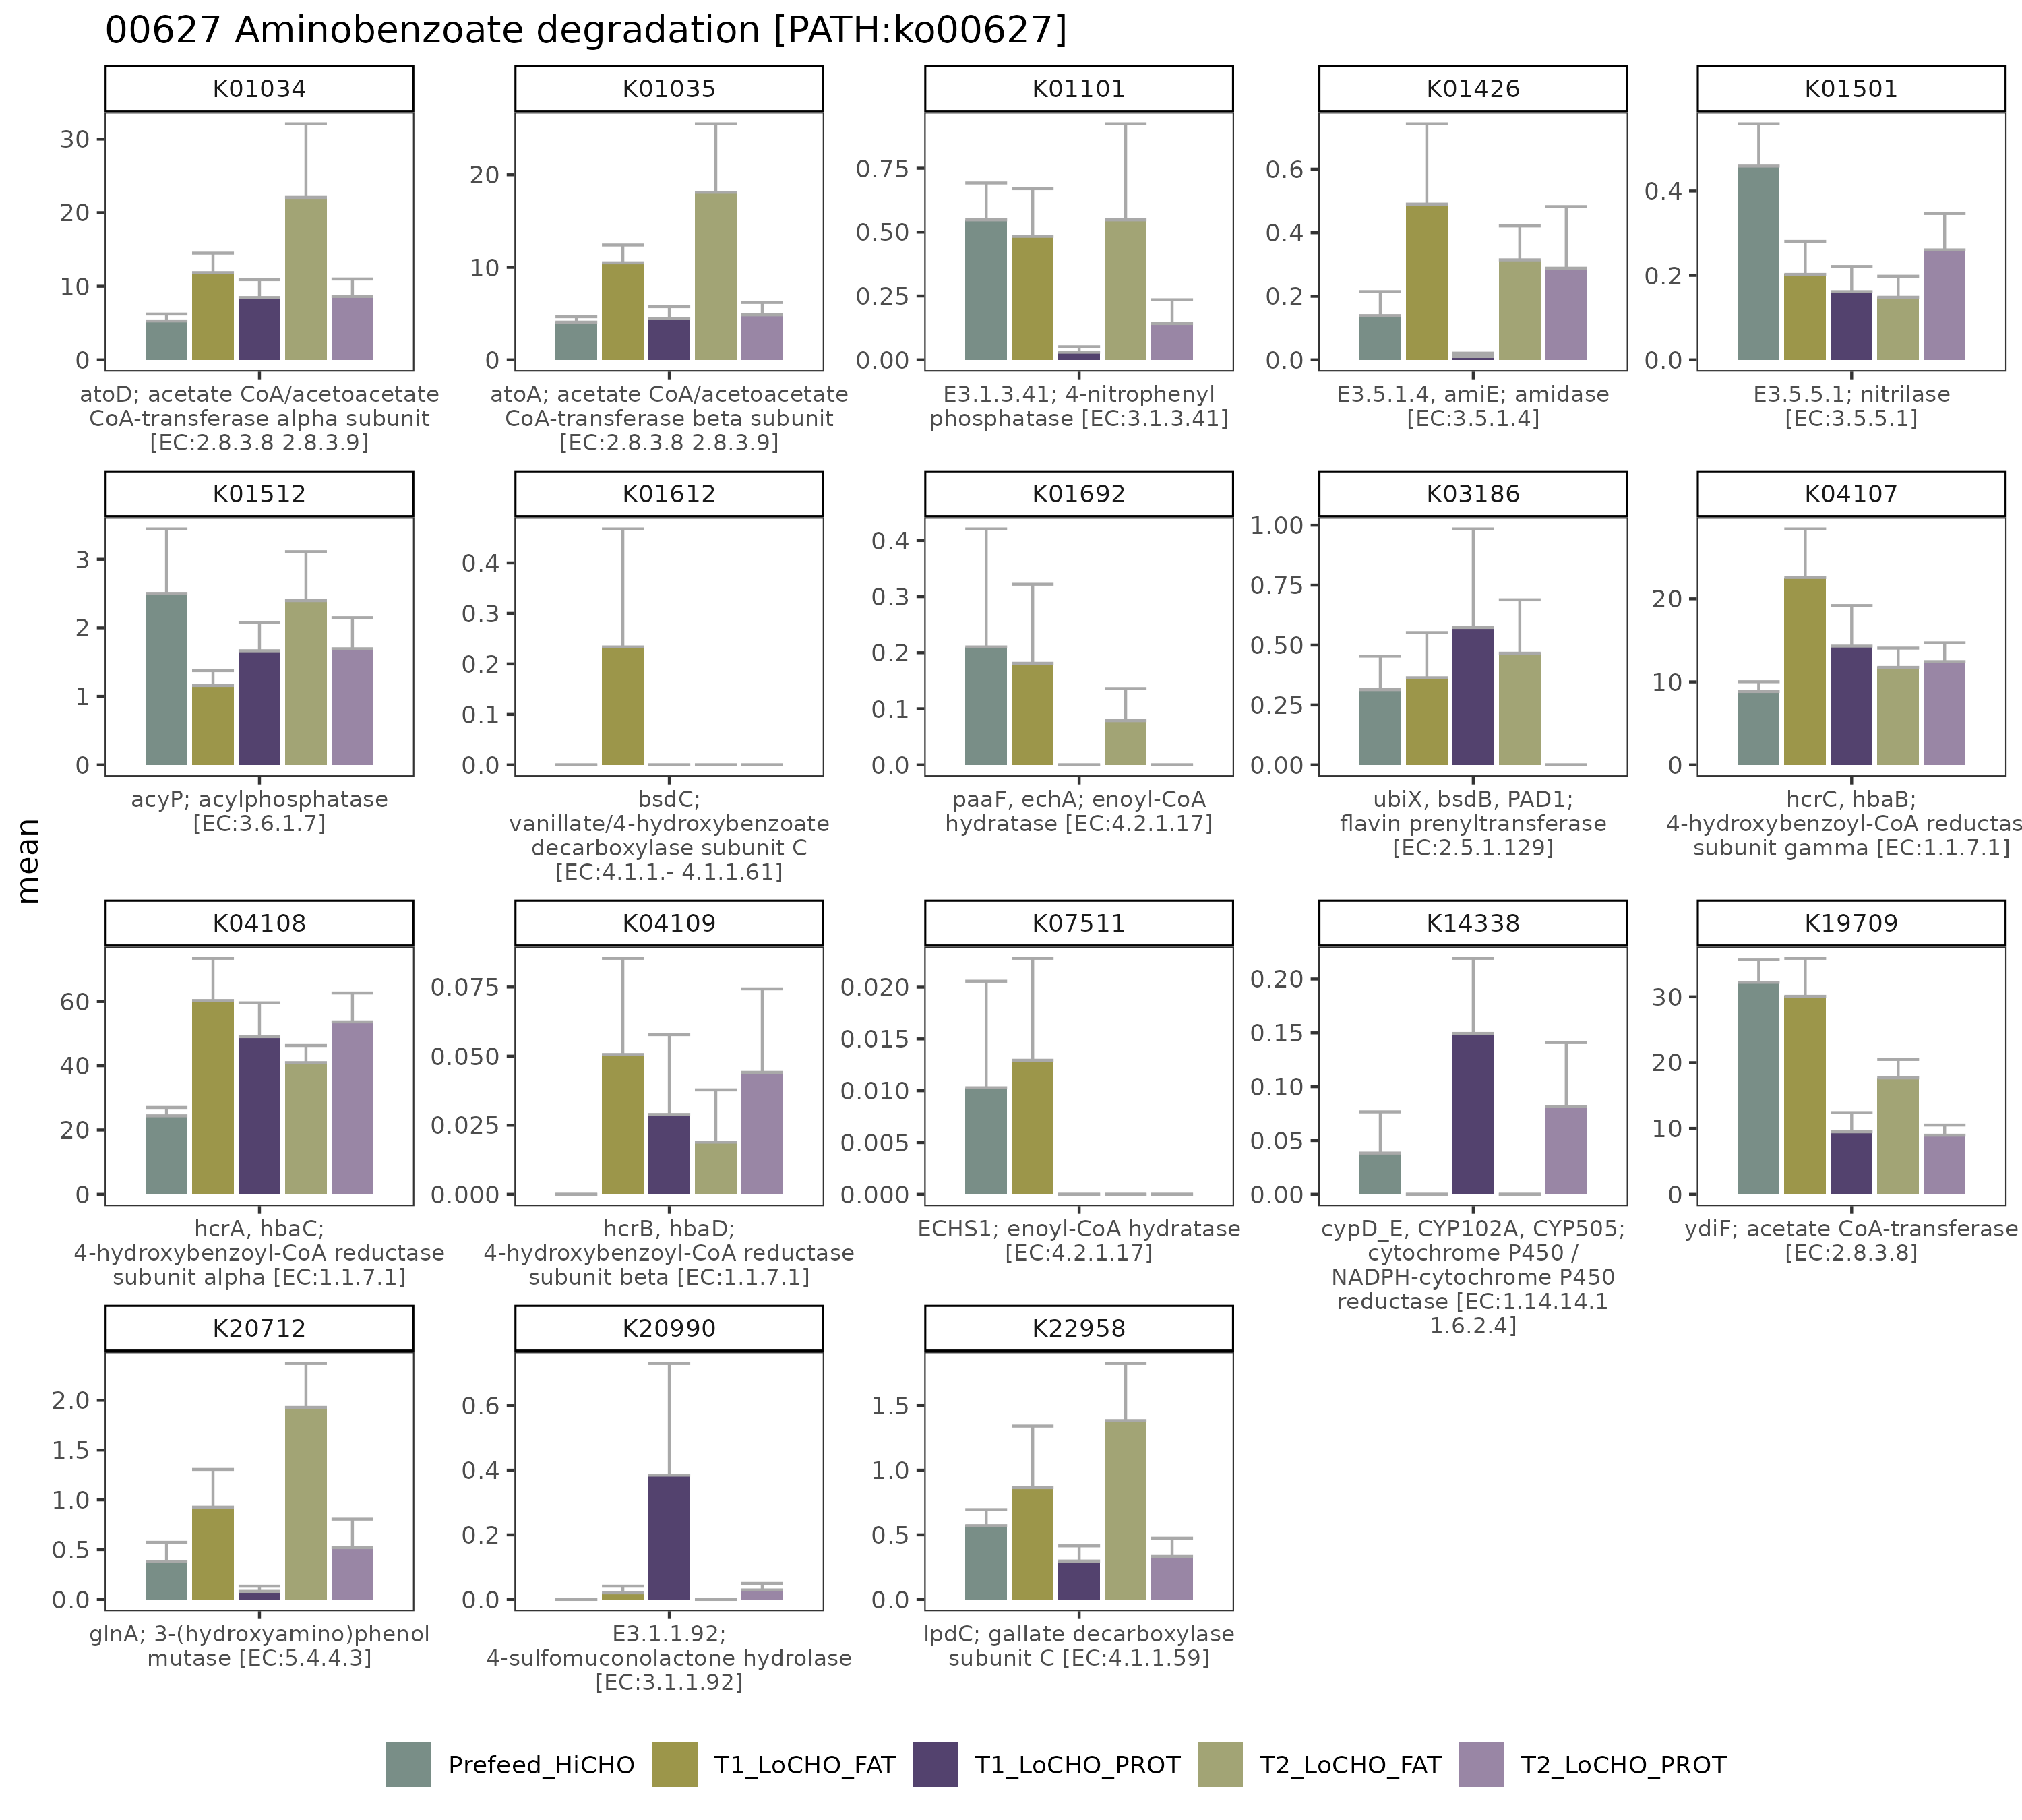 00627 Aminobenzoate degradation [PATH:ko00627]
K01034 K01035 K01101 K01426 K01501
30
20
10
0
20
10
0
0.75
0.50
0.25
0.00
0.6
0.4
0.2
0.0
0.4
0.2
0.0
atoD; acetate CoA/acetoacetate
CoA-transferase alpha subunit
[EC:2.8.3.8 2.8.3.9]
atoA; acetate CoA/acetoacetate
CoA-transferase beta subunit
[EC:2.8.3.8 2.8.3.9]
E3.1.3.41; 4-nitrophenyl
phosphatase [EC:3.1.3.41]
E3.5.1.4, amiE; amidase
[EC:3.5.1.4]
E3.5.5.1; nitrilase
[EC:3.5.5.1]
K01512 K01612 K01692 K03186 K04107
3
2
1
0
0.4
0.3
0.2
0.1
0.0
0.4
0.3
0.2
0.1
0.0
1.00
0.75
0.50
0.25
0.00
20
10
0
acyP; acylphosphatase
[EC:3.6.1.7]
bsdC;
vanillate/4-hydroxybenzoate
decarboxylase subunit C
[EC:4.1.1.- 4.1.1.61]
paaF, echA; enoyl-CoA
hydratase [EC:4.2.1.17]
ubiX, bsdB, PAD1;
flavin prenyltransferase
[EC:2.5.1.129]
hcrC, hbaB;
4-hydroxybenzoyl-CoA reductas
subunit gamma [EC:1.1.7.1]
mean
K04108 K04109 K07511 K14338 K19709
60
40
20
0
0.075
0.050
0.025
0.000
0.020
0.015
0.010
0.005
0.000
0.20
0.15
0.10
0.05
0.00
30
20
10
0
hcrA, hbaC;
4-hydroxybenzoyl-CoA reductase
subunit alpha [EC:1.1.7.1]
hcrB, hbaD;
4-hydroxybenzoyl-CoA reductase
subunit beta [EC:1.1.7.1]
ECHS1; enoyl-CoA hydratase
[EC:4.2.1.17]
cypD_E, CYP102A, CYP505;
cytochrome P450 /
NADPH-cytochrome P450
reductase [EC:1.14.14.1
1.6.2.4]
ydiF; acetate CoA-transferase
[EC:2.8.3.8]
K20712 K20990 K22958
2.0
1.5
1.0
0.5
0.0
0.6
0.4
0.2
0.0
1.5
1.0
0.5
0.0
glnA; 3-(hydroxyamino)phenol
mutase [EC:5.4.4.3]
E3.1.1.92;
4-sulfomuconolactone hydrolase
[EC:3.1.1.92]
lpdC; gallate decarboxylase
subunit C [EC:4.1.1.59]
Prefeed_HiCHO T1_LoCHO_FAT T1_LoCHO_PROT T2_LoCHO_FAT T2_LoCHO_PROT